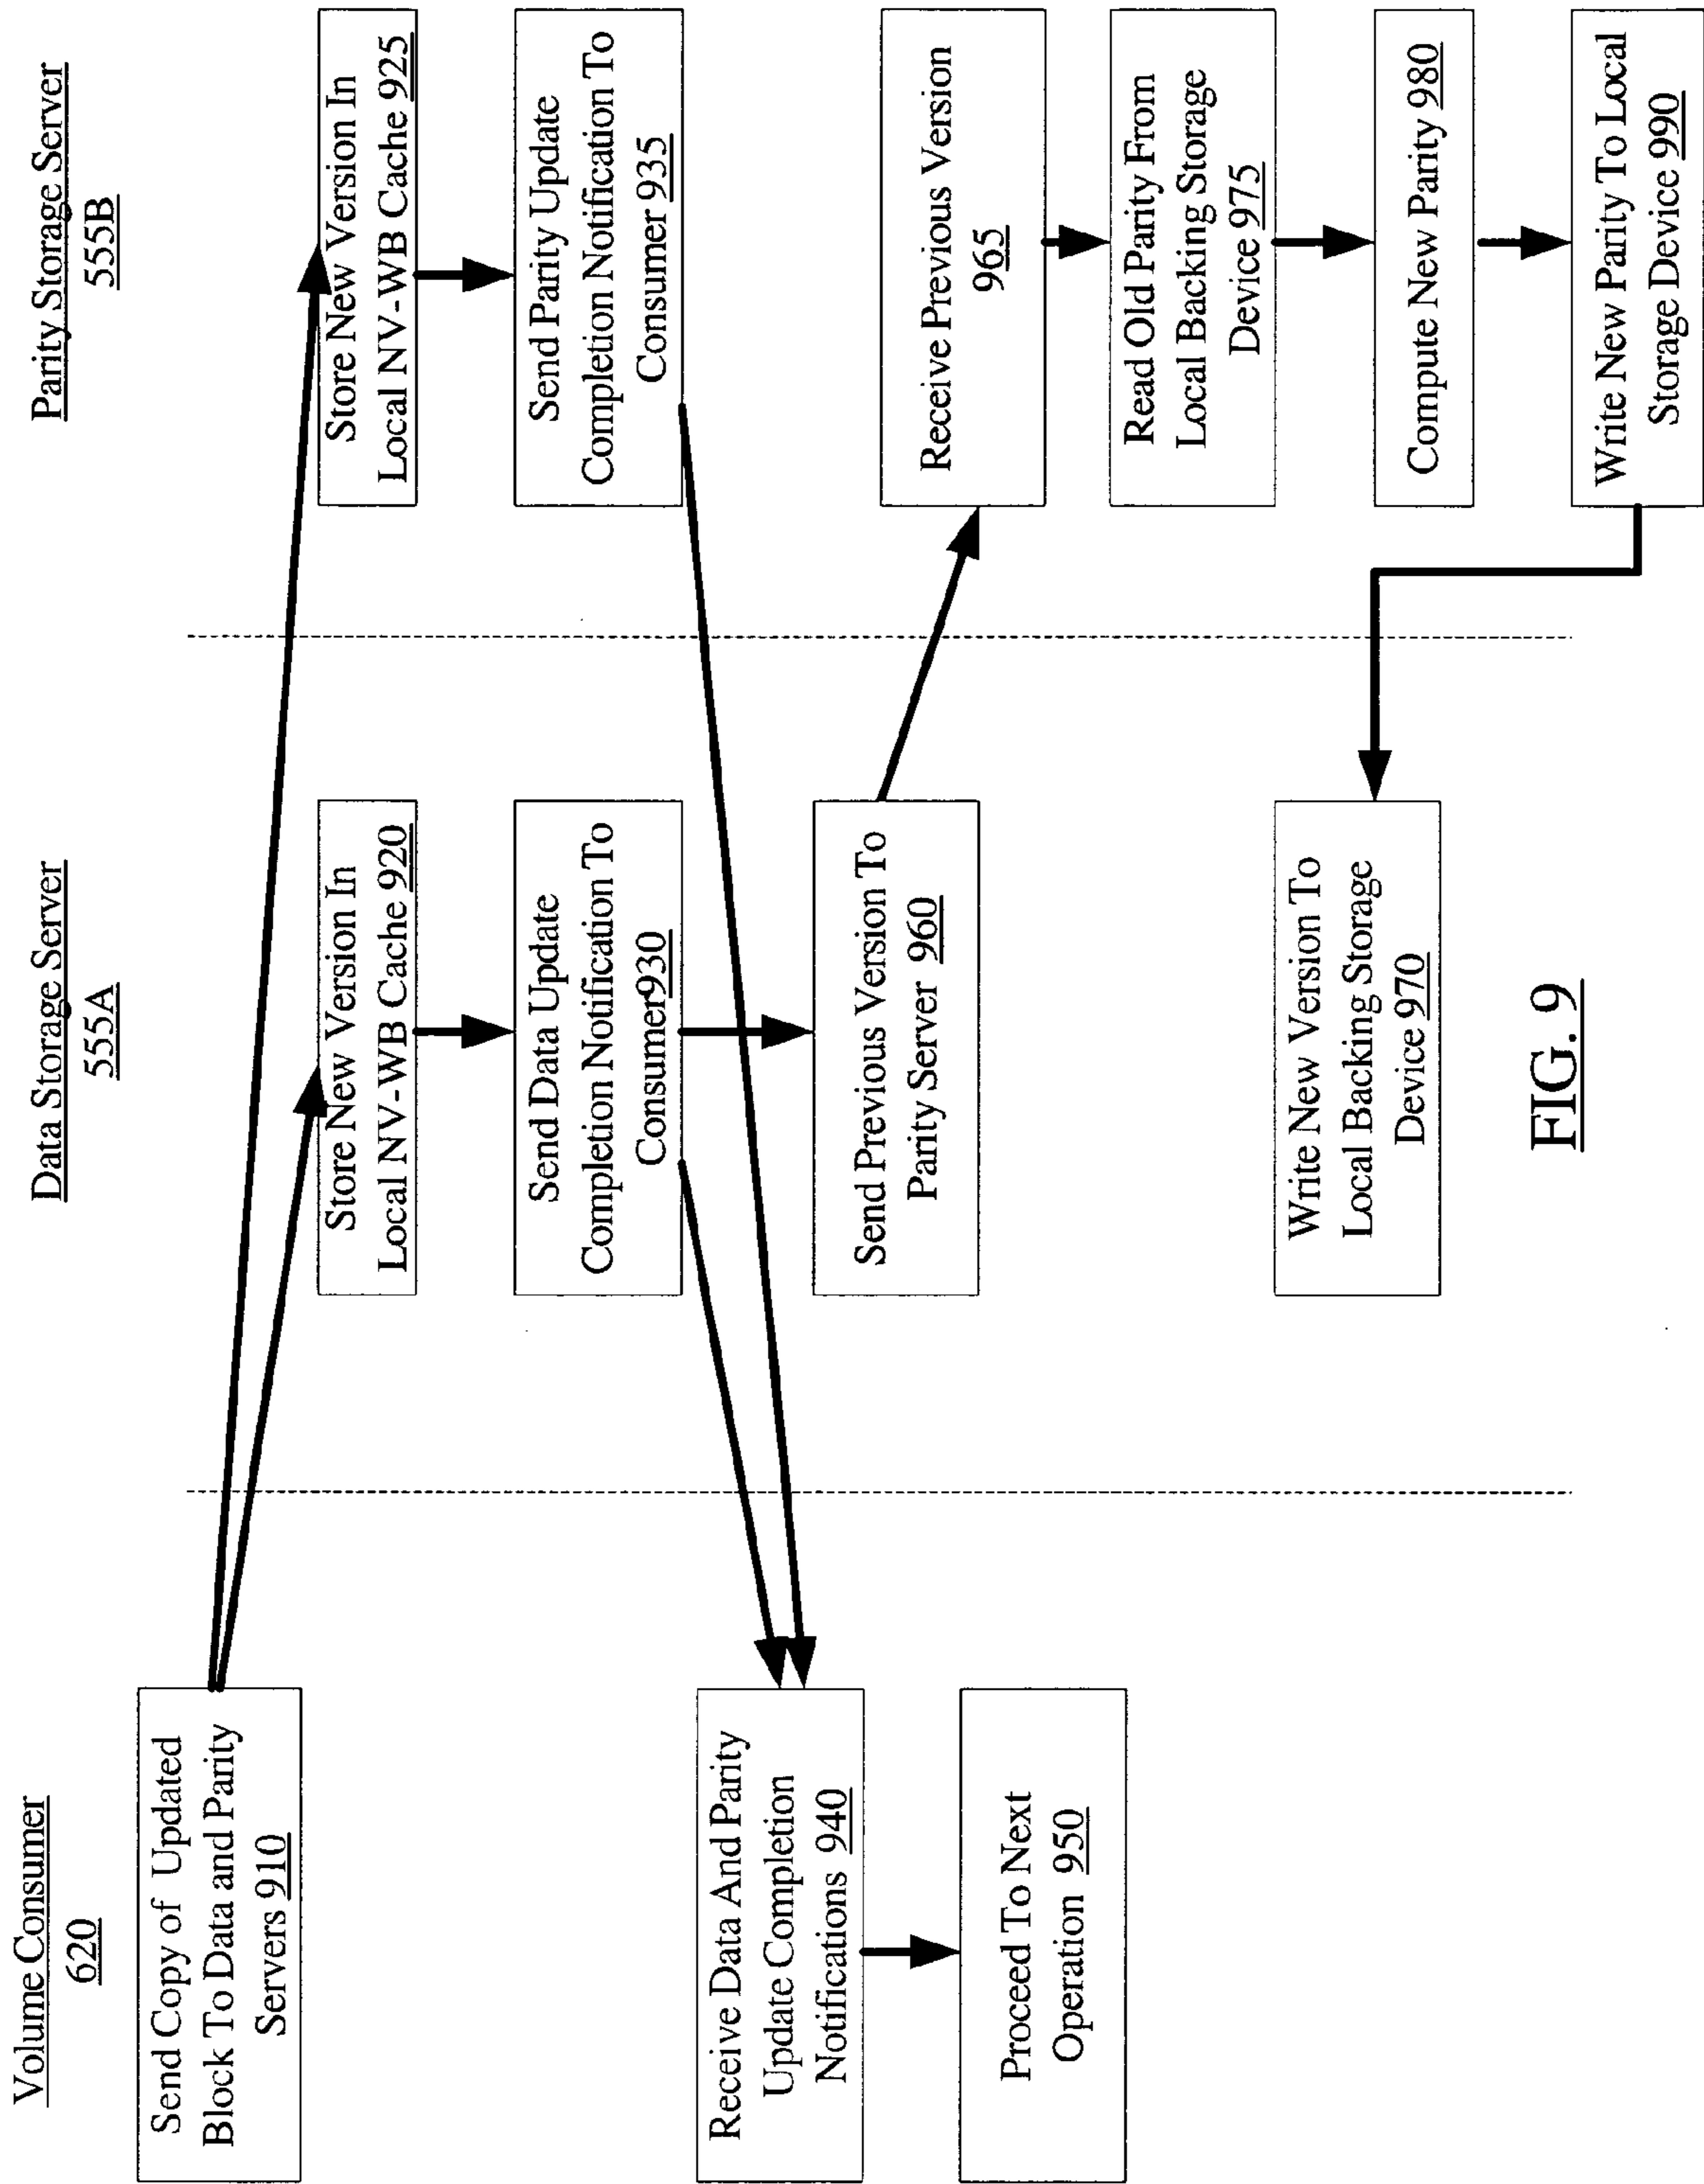 Volume Consumer
620
Data Storage Server
555A
Parity Storage Server
555B
Send Copy of Updated
Block To Data and Parity
Servers 910
Store New Version In
Local NV-WB Cache 920
Store New Version In
Local NV-WB Cache 925
Send Data Update
Completion Notification To
Consumer930
Send Parity Update
Completion Notification To
Consumer 935
Receive Data And Parity
Update Completion
Notifications 940
Proceed To Next
Operation 950
Send Previous Version To
Parity Server 960
Receive Previous Version
965
Read Old Parity From
Local Backing Storage
Device 975
Compute New Parity 980
Write New Parity To Local
Storage Device 990
Write New Version To
Local Backing Storage
Device 970
FIG. 9